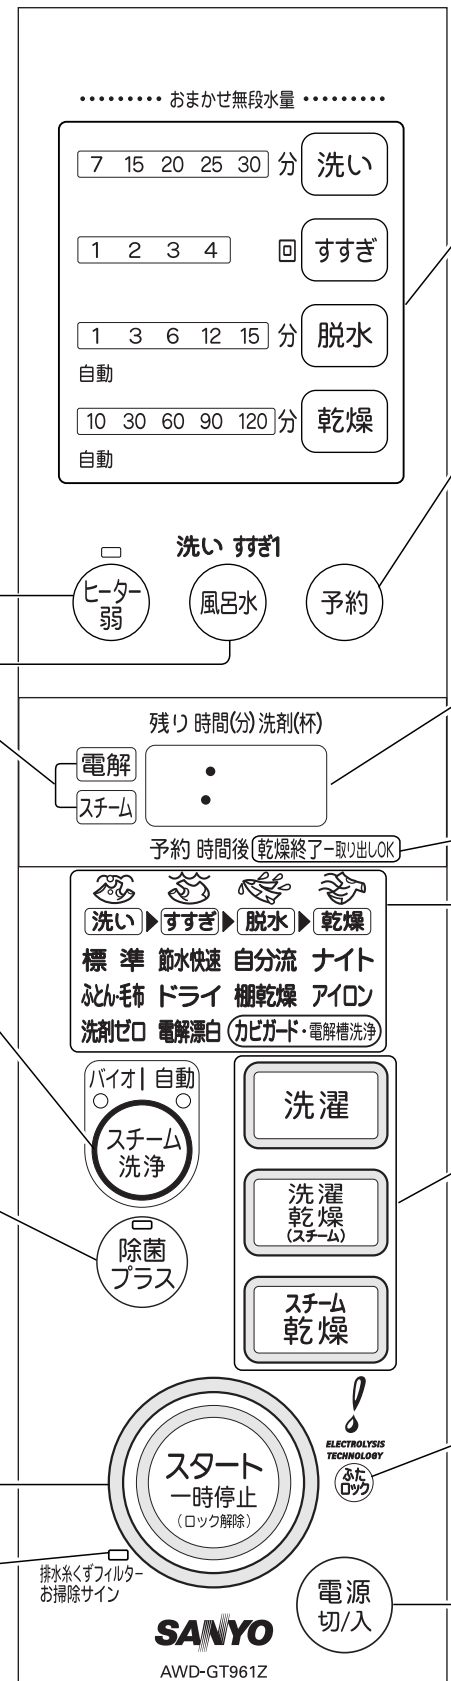 おまかせ無段水量
7 15 20 25 30 分 洗い
1 2 3 4 回 すすぎ
1 3 6 12 15 分 脱水
自動
10 30 60 90 120 分 乾燥
自動
洗い すすぎ1
ヒーター
弱
風呂水
予約
残り 時間(分) 洗剤(杯)
電解
スチーム
:
予約 時間後 乾燥終了-取り出しOK
洗い▶すすぎ▶脱水▶乾燥
標準 節水快速 自分流 ナイト
ふとん・毛布 ドライ 棚乾燥 アイロン
洗剤ゼロ 電解漂白 カビガード・電解槽洗浄
バイオ | 自動
スチーム
洗浄
洗濯
洗濯
乾燥
(スチーム)
除菌
プラス
スチーム
乾燥
ELECTROLYSIS
TECHNOLOGY
ふた
ロック
スタート
一時停止
(ロック解除)
排水糸くずフィルター
お掃除サイン
電源
切/入
SANYO
AWD-GT961Z